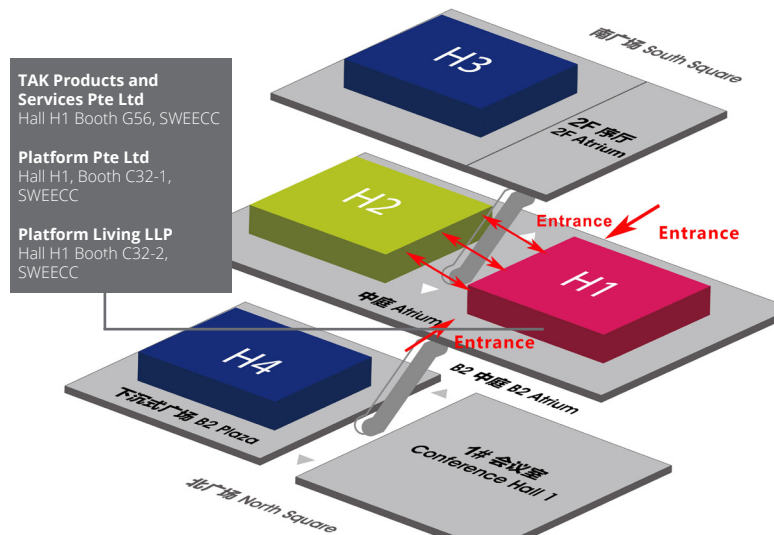 南广场 South Square
H3
2F 序厅
2F Atrium
TAK Products and
Services Pte Ltd
Hall H1 Booth G56, SWEECC
Platform Pte Ltd
Hall H1, Booth C32-1,
SWEECC
Platform Living LLP
Hall H1 Booth C32-2,
SWEECC
H2
Entrance
Entrance
H1
中庭 Atrium
Entrance
H4
B2 中庭 B2 Atrium
下沉式广场 B2 Plaza
1# 会议室
Conference Hall 1
北广场 North Square